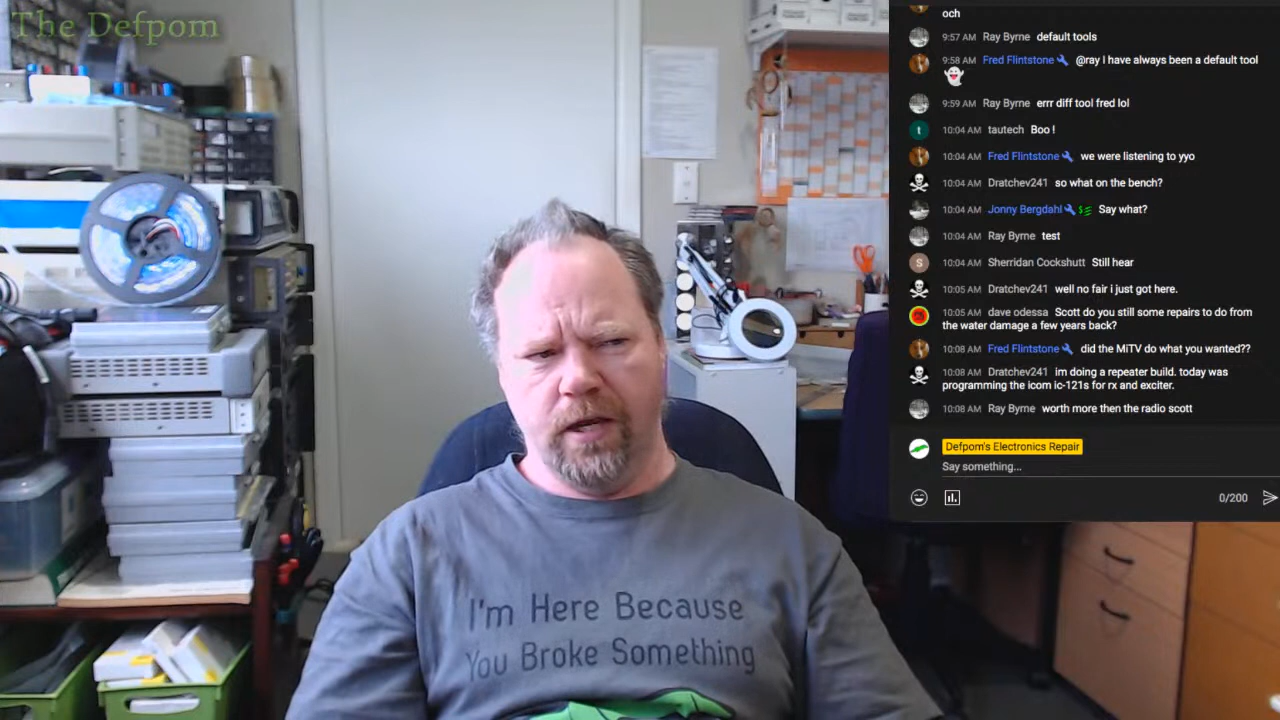 The Defpom
och
9:57 AM Ray Byrne default tools
9:58 AM Fred Flintstone @ray I have always been a default tool
9:59 AM Ray Byrne errr diff tool fred lol
t 10:04 AM tautech Boo !
10:04 AM Fred Flintstone we were listening to yyo
10:04 AM Dratchev241 so what on the bench?
10:04 AM Jonny Bergdahl Say what?
10:04 AM Ray Byrne test
S 10:04 AM Sherridan Cockshutt Still hear
10:05 AM Dratchev241 well no fair i just got here.
10:05 AM dave odessa Scott do you still some repairs to do from
the water damage a few years back?
10:08 AM Fred Flintstone did the MiTV do what you wanted??
10:08 AM Dratchev241 im doing a repeater build. today was
programming the icom ic-121s for rx and exciter.
10:08 AM Ray Byrne worth more then the radio scott
Defpom's Electronics Repair
Say something...
0/200
I'm Here Because
You Broke Something